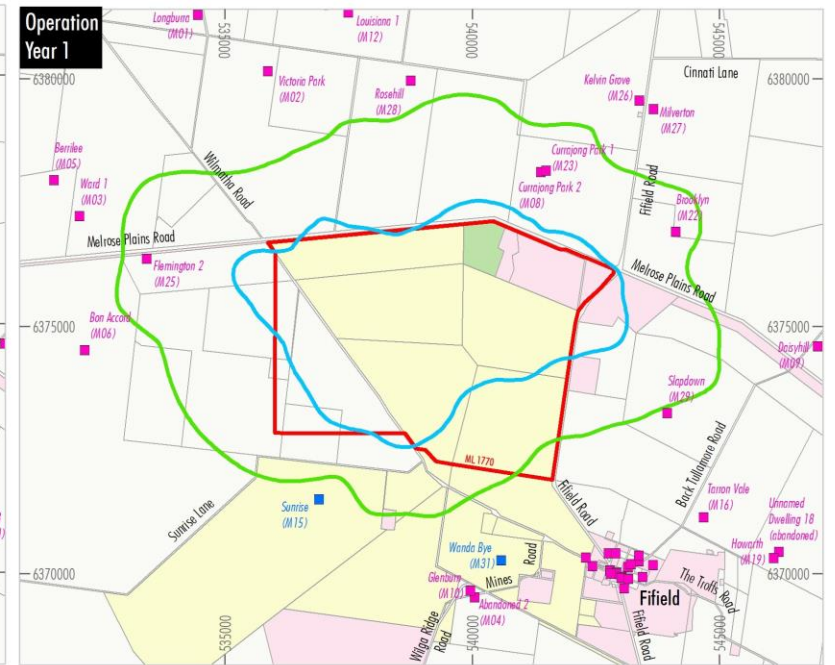 Operation
Year 1
535000
540000
545000
Longburra
(M01)
Louisiana 1
(M12)
6380000
6380000
Victoria Park
(M02)
Rosehill
(M28)
Kelvin Grove
(M26)
Cinnati Lane
Milverton
(M27)
Berrilee
(M05)
Ward 1
(M03)
Wilmatha Road
Currajong Park 1
(M23)
Currajong Park 2
(M08)
Fifield Road
Brooklyn
(M22)
Melrose Plains Road
Flemington 2
(M25)
Melrose Plains Road
6375000
6375000
Bon Accord
(M06)
Daisyhill
(M09)
Slapdown
(M29)
ML 1770
Back Tullamore Road
Sunrise Lane
Sunrise
(M15)
Fifield Road
Tarron Vale
(M16)
Unnamed
Dwelling 18
(abandoned)
Wanda Bye
(M31)
Howarth
(M19)
6370000
6370000
Glenburn
(M10)
Mines
Road
Abandoned 2
(M04)
The Troffs Road
Fifield
Wilga Ridge
Road
Fifield Road
535000
540000
545000